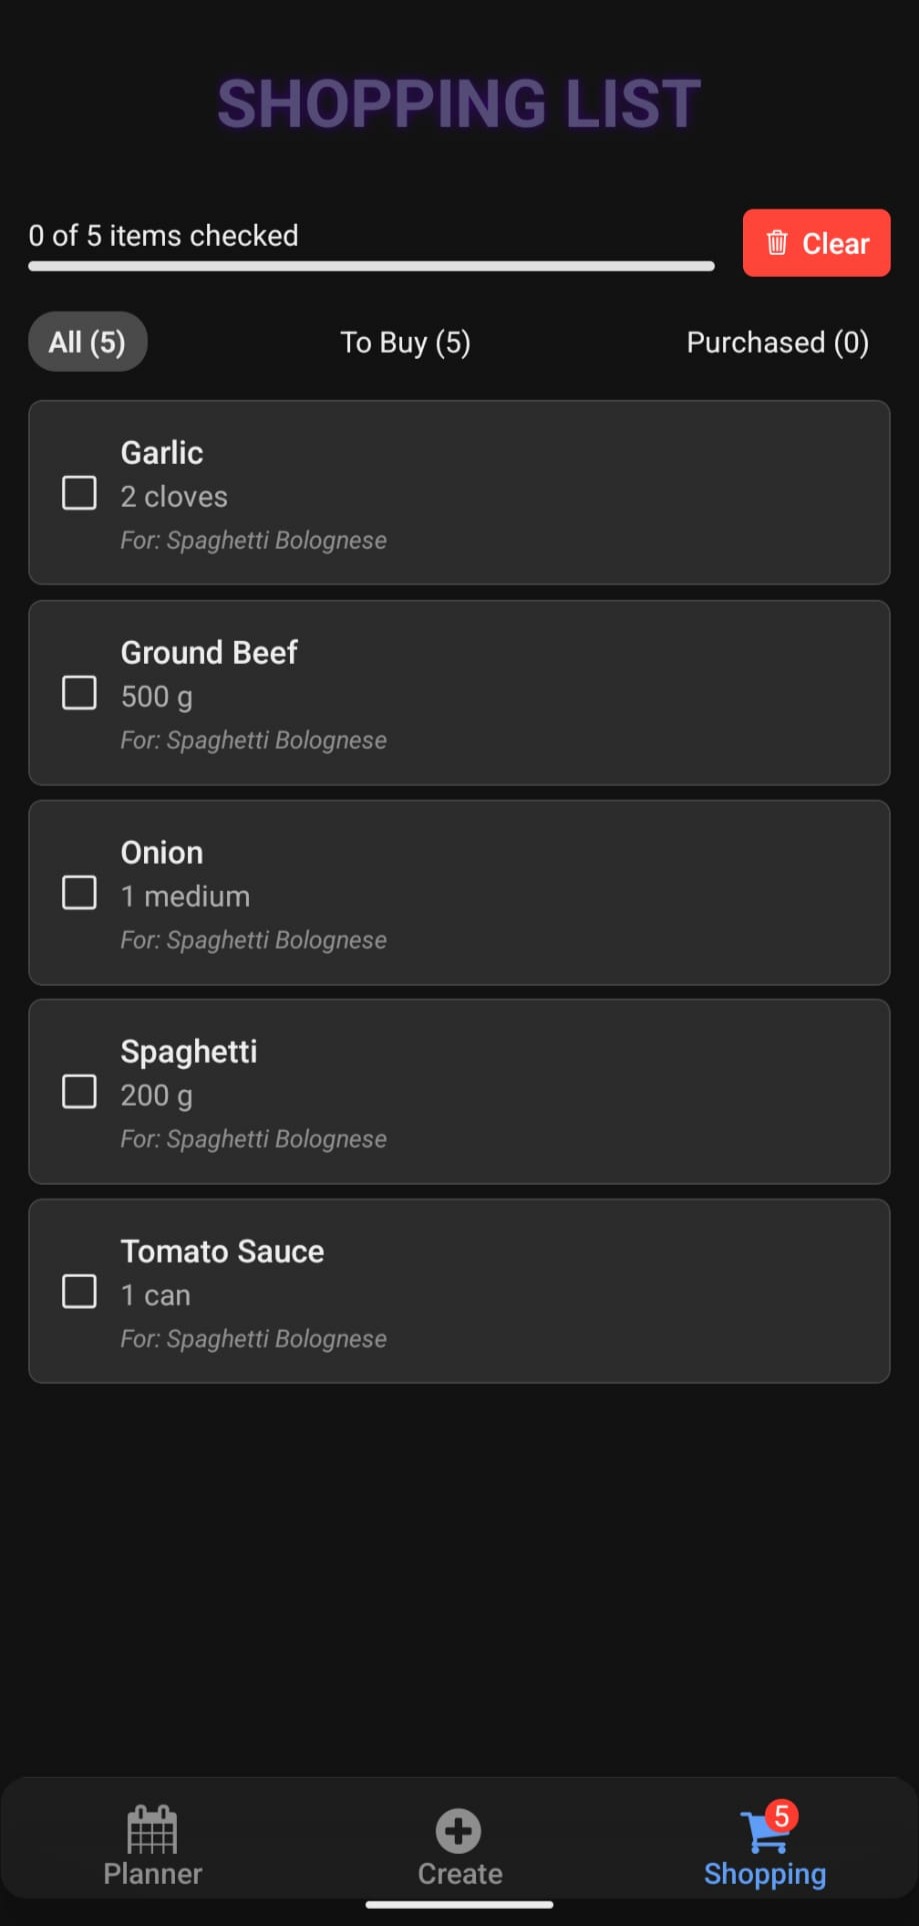 SHOPPING LIST
0 of 5 items checked
Clear
All (5)
To Buy (5)
Purchased (0)
Garlic
2 cloves
For: Spaghetti Bolognese
Ground Beef
500 g
For: Spaghetti Bolognese
Onion
1 medium
For: Spaghetti Bolognese
Spaghetti
200 g
For: Spaghetti Bolognese
Tomato Sauce
1 can
For: Spaghetti Bolognese
5
Planner
Create
Shopping